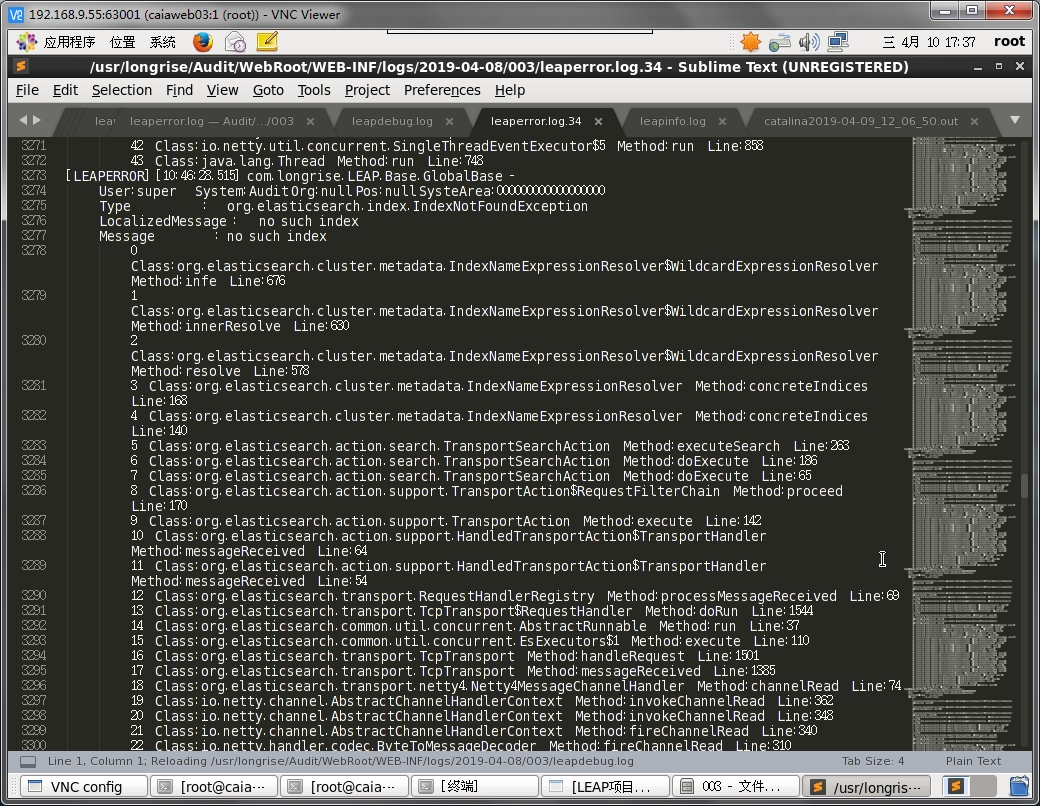 192.168.9.55:63001 (caiaweb03:1 (root)) - VNC Viewer
应用程序 位置 系统 三 4月 10 17:37 root
/usr/longrise/Audit/WebRoot/WEB-INF/logs/2019-04-08/003/leaperror.log.34 - Sublime Text (UNREGISTERED)
File Edit Selection Find View Goto Tools Project Preferences Help
leaperror.log — Audit/.../003 × leapdebug.log × leaperror.log.34 × leapinfo.log × catalina2019-04-09_12_06_50.out ×
3271 42 Class:io.netty.util.concurrent.SingleThreadEventExecutor$5 Method:run Line:858
3272 43 Class:java.lang.Thread Method:run Line:748
3273 [LEAPERROR][10:46:28.515] com.longrise.LEAP.Base.GlobalBase -
3274 User:super System:Audit Org:null Pos:null SysteArea:0000000000000000
3275 Type : org.elasticsearch.index.IndexNotFoundException
3276 LocalizedMessage : no such index
3277 Message : no such index
3278 0
Class:org.elasticsearch.cluster.metadata.IndexNameExpressionResolver$WildcardExpressionResolver
Method:infe Line:676
3279 1
Class:org.elasticsearch.cluster.metadata.IndexNameExpressionResolver$WildcardExpressionResolver
Method:innerResolve Line:630
3280 2
Class:org.elasticsearch.cluster.metadata.IndexNameExpressionResolver$WildcardExpressionResolver
Method:resolve Line:578
3281 3 Class:org.elasticsearch.cluster.metadata.IndexNameExpressionResolver Method:concreteIndices
Line:168
3282 4 Class:org.elasticsearch.cluster.metadata.IndexNameExpressionResolver Method:concreteIndices
Line:140
3283 5 Class:org.elasticsearch.action.search.TransportSearchAction Method:executeSearch Line:263
3284 6 Class:org.elasticsearch.action.search.TransportSearchAction Method:doExecute Line:186
3285 7 Class:org.elasticsearch.action.search.TransportSearchAction Method:doExecute Line:65
3286 8 Class:org.elasticsearch.action.support.TransportAction$RequestFilterChain Method:proceed
Line:170
3287 9 Class:org.elasticsearch.action.support.TransportAction Method:execute Line:142
3288 10 Class:org.elasticsearch.action.support.HandledTransportAction$TransportHandler
Method:messageReceived Line:64
3289 11 Class:org.elasticsearch.action.support.HandledTransportAction$TransportHandler
Method:messageReceived Line:54
3290 12 Class:org.elasticsearch.transport.RequestHandlerRegistry Method:processMessageReceived Line:69
3291 13 Class:org.elasticsearch.transport.TcpTransport$RequestHandler Method:doRun Line:1544
3292 14 Class:org.elasticsearch.common.util.concurrent.AbstractRunnable Method:run Line:37
3293 15 Class:org.elasticsearch.common.util.concurrent.EsExecutors$1 Method:execute Line:110
3294 16 Class:org.elasticsearch.transport.TcpTransport Method:handleRequest Line:1501
3295 17 Class:org.elasticsearch.transport.TcpTransport Method:messageReceived Line:1385
3296 18 Class:org.elasticsearch.transport.netty4.Netty4MessageChannelHandler Method:channelRead Line:74
3297 19 Class:io.netty.channel.AbstractChannelHandlerContext Method:invokeChannelRead Line:362
3298 20 Class:io.netty.channel.AbstractChannelHandlerContext Method:invokeChannelRead Line:348
3299 21 Class:io.netty.channel.AbstractChannelHandlerContext Method:fireChannelRead Line:340
3300 22 Class:io.netty.handler.codec.ByteToMessageDecoder Method:fireChannelRead Line:310
Line 1, Column 1; Reloading /usr/longrise/Audit/WebRoot/WEB-INF/logs/2019-04-08/003/leapdebug.log Tab Size: 4 Plain Text
VNC config [root@caia··· [root@caia··· [终端] [LEAP项目··· 003 - 文件··· /usr/longris···